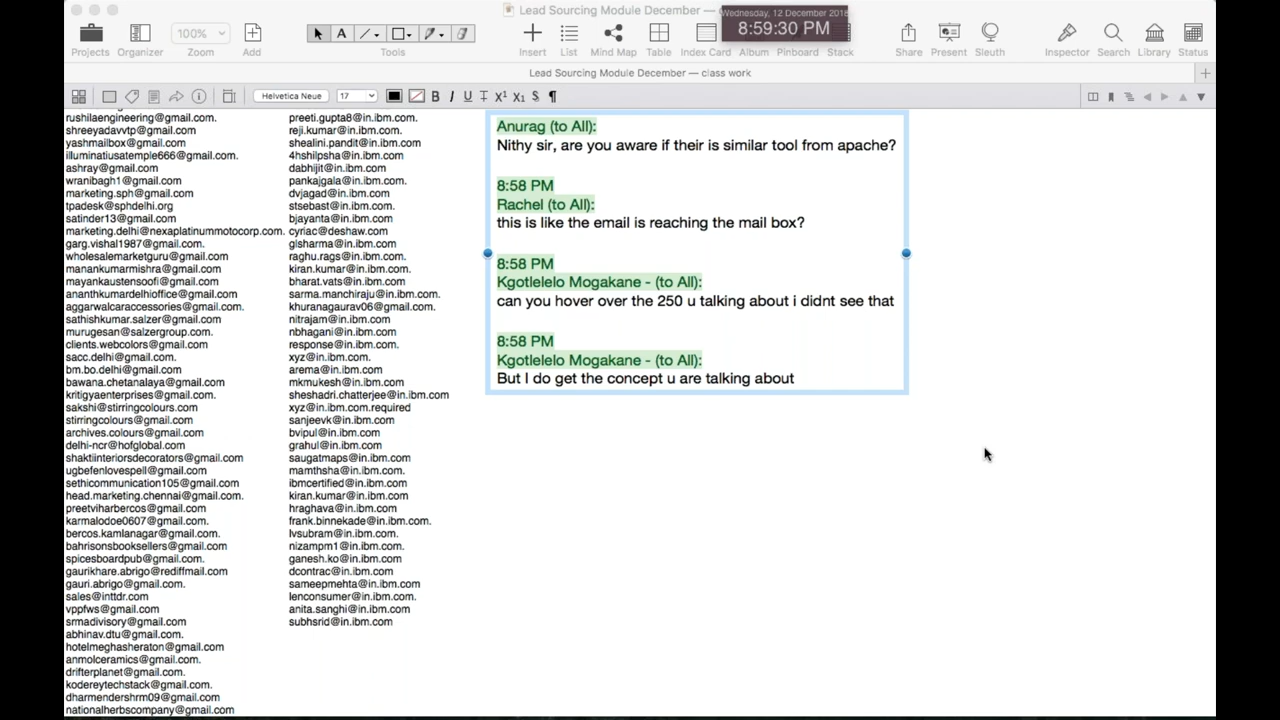 Lead Sourcing Module December —
Wednesday, 12 December 2018
8:59:30 PM
100%
Projects Organizer Zoom Add Tools Insert List Mind Map Table Index Card Album Pinboard Stack Share Present Sleuth Inspector Search Library Status
Lead Sourcing Module December — class work
Helvetica Neue 17 B I U T X¹ X₁ S ¶
rushilaengineering@gmail.com.
shreeyadavvtp@gmail.com
yashmailbox@gmail.com
illuminatiusatemple666@gmail.com.
ashray@gmail.com
wranibagh1@gmail.com
marketing.sph@gmail.com
tpadesk@sphdelhi.org
satinder13@gmail.com
marketing.delhi@nexaplatinummotocorp.com.
garg.vishal1987@gmail.com.
wholesalemarketguru@gmail.com
manankumarmishra@gmail.com
mayankaustensoofi@gmail.com
ananthkumardelhioffice@gmail.com
aggarwalcaraccessories@gmail.com
sathishkumar.salzer@gmail.com
murugesan@salzergroup.com.
clients.webcolors@gmail.com
sacc.delhi@gmail.com.
bm.bo.delhi@gmail.com
bawana.chetanalaya@gmail.com
kritigyaenterprises@gmail.com.
sakshi@stirringcolours.com
stirringcolours@gmail.com
archives.colours@gmail.com
delhi-ncr@hofglobal.com
shaktiinteriorsdecorators@gmail.com
ugbefenlovespell@gmail.com
sethicommunication105@gmail.com
head.marketing.chennai@gmail.com.
preetviharbercos@gmail.com
karmalodoe0607@gmail.com.
bercos.kamlanagar@gmail.com.
bahrisonsbooksellers@gmail.com
spicesboardpub@gmail.com.
gaurikhare.abrigo@rediffmail.com
gauri.abrigo@gmail.com.
sales@inttdr.com
vppfws@gmail.com
srmadivisory@gmail.com
abhinav.dtu@gmail.com.
hotelmeghasheraton@gmail.com
anmolceramics@gmail.com.
drifterplanet@gmail.com.
kodereytechstack@gmail.com.
dharmendershrm09@gmail.com
nationalherbscompany@gmail.com
preeti.gupta8@in.ibm.com.
reji.kumar@in.ibm.com
shealini.pandit@in.ibm.com
4hshilpsha@in.ibm.com
dabhijit@in.ibm.com
pankajgala@in.ibm.com.
dvjagad@in.ibm.com
stsebast@in.ibm.com
bjayanta@in.ibm.com
cyriac@deshaw.com
glsharma@in.ibm.com
raghu.rags@in.ibm.com.
kiran.kumar@in.ibm.com
bharat.vats@in.ibm.com
sarma.manchiraju@in.ibm.com.
khuranagaurav06@gmail.com.
nitrajam@in.ibm.com
nbhagani@in.ibm.com
response@in.ibm.com.
xyz@in.ibm.com.
arema@in.ibm.com
mkmukesh@in.ibm.com
sheshadri.chatterjee@in.ibm.com
xyz@in.ibm.com.required
sanjeevk@in.ibm.com
bvipul@in.ibm.com
grahul@in.ibm.com
saugatmaps@in.ibm.com
mamthsha@in.ibm.com.
ibmcertified@in.ibm.com
kiran.kumar@in.ibm.com
hraghava@in.ibm.com
frank.binnekade@in.ibm.com.
lvsubram@in.ibm.com
nizampm1@in.ibm.com.
ganesh.ko@in.ibm.com
dcontrac@in.ibm.com
sameepmehta@in.ibm.com
lenconsumer@in.ibm.com
anita.sanghi@in.ibm.com
subhsrid@in.ibm.com
Anurag (to All):
Nithy sir, are you aware if their is similar tool from apache?
8:58 PM
Rachel (to All):
this is like the email is reaching the mail box?
8:58 PM
Kgotlelelo Mogakane - (to All):
can you hover over the 250 u talking about i didnt see that
8:58 PM
Kgotlelelo Mogakane - (to All):
But I do get the concept u are talking about